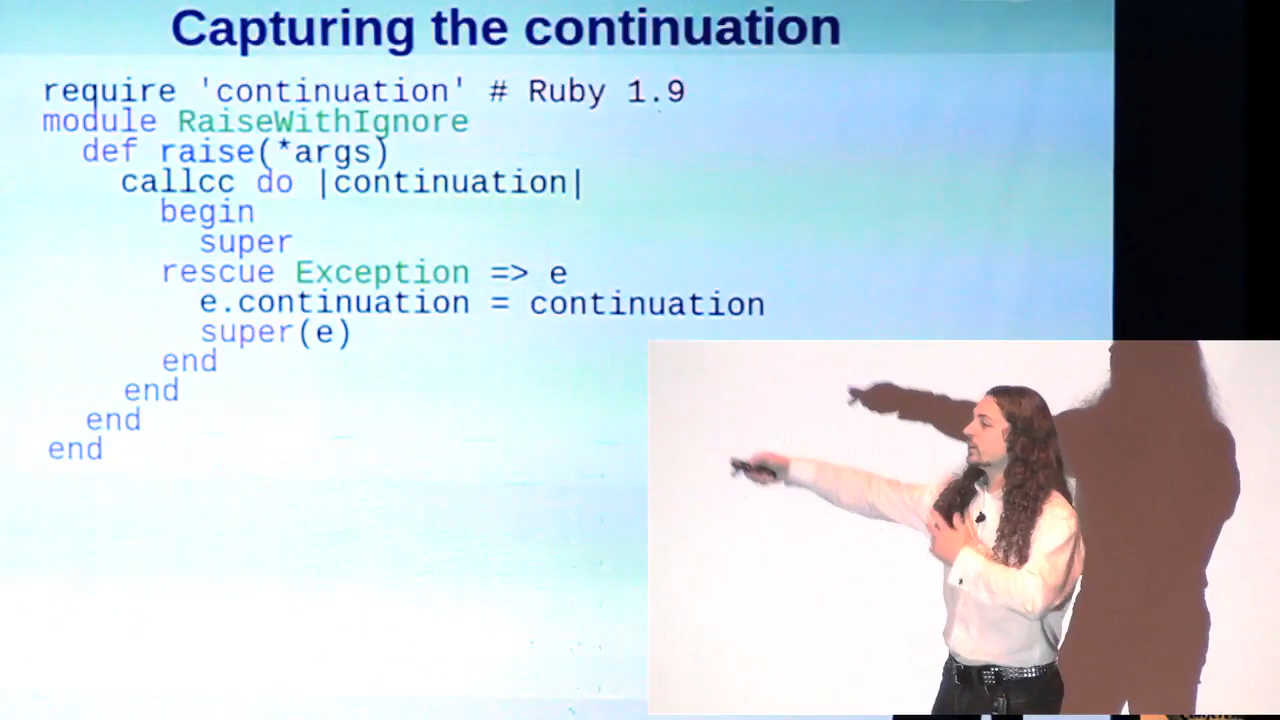 Capturing the continuation
require 'continuation' # Ruby 1.9
module RaiseWithIgnore
def raise(*args)
callcc do |continuation|
begin
super
rescue Exception => e
e.continuation = continuation
super(e)
end
end
end
end